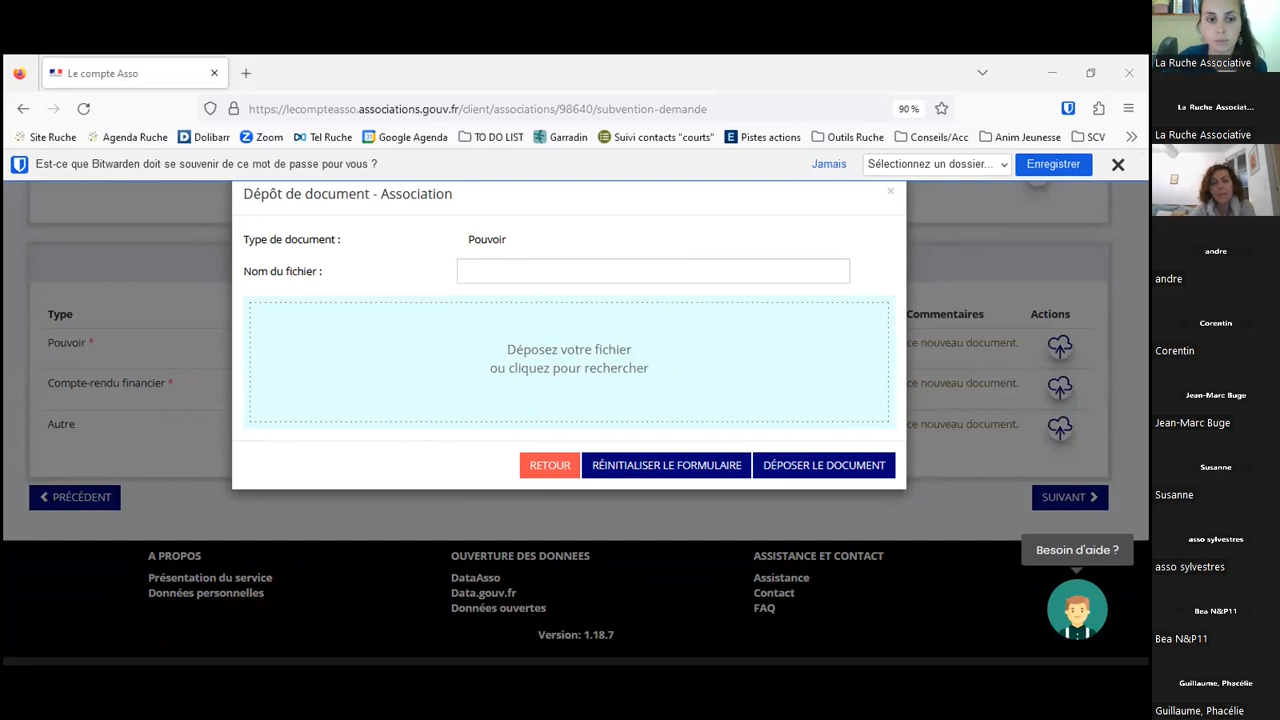 Le compte Asso
https://lecompteasso.associations.gouv.fr/client/associations/98640/subvention-demande
90 %
Site Ruche
Agenda Ruche
Dolibarr
Zoom
Tel Ruche
Google Agenda
TO DO LIST
Garradin
Suivi contacts "courts"
Pistes actions
Outils Ruche
Conseils/Acc
Anim Jeunesse
SCV
Est-ce que Bitwarden doit se souvenir de ce mot de passe pour vous ?
Jamais
Sélectionnez un dossier...
Enregistrer
Dépôt de document - Association
Type de document :
Pouvoir
Nom du fichier :
Déposez votre fichier
ou cliquez pour rechercher
RETOUR
RÉINITIALISER LE FORMULAIRE
DÉPOSER LE DOCUMENT
Type
Commentaires
Actions
Pouvoir *
ce nouveau document.
Compte-rendu financier *
ce nouveau document.
Autre
ce nouveau document.
PRÉCÉDENT
SUIVANT
Besoin d'aide ?
A PROPOS
Présentation du service
Données personnelles
OUVERTURE DES DONNEES
DataAsso
Data.gouv.fr
Données ouvertes
ASSISTANCE ET CONTACT
Assistance
Contact
FAQ
Version: 1.18.7
La Ruche Associative
La Ruche Associat...
La Ruche Associative
andre
andre
Corentin
Corentin
Jean-Marc Buge
Jean-Marc Buge
Susanne
Susanne
asso sylvestres
asso sylvestres
Bea N&P11
Bea N&P11
Guillaume, Phacélie
Guillaume, Phacélie